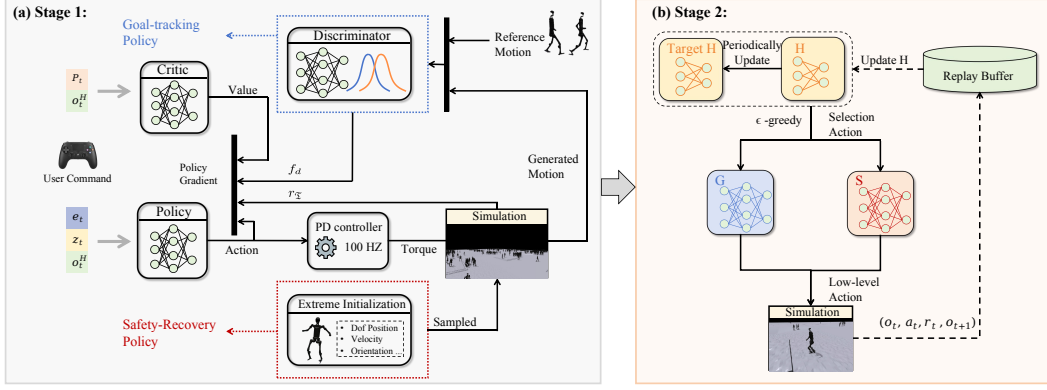 (a) Stage 1:
Goal-tracking
Policy
Discriminator
Reference
Motion
P_t
o_t^H
Critic
Value
User Command
Policy
Gradient
f_d
r_𝔗
Generated
Motion
e_t
z_t
o_t^H
Policy
Action
PD controller
100 HZ
Torque
Simulation
Safety-Recovery
Policy
Extreme Initialization
• Dof Position
• Velocity
• Orientation ...
Sampled
(b) Stage 2:
Target H
Periodically
Update
H
Update H
Replay Buffer
ϵ -greedy
Selection
Action
G
S
Low-level
Action
Simulation
(o_t, a_t, r_t , o_{t+1})